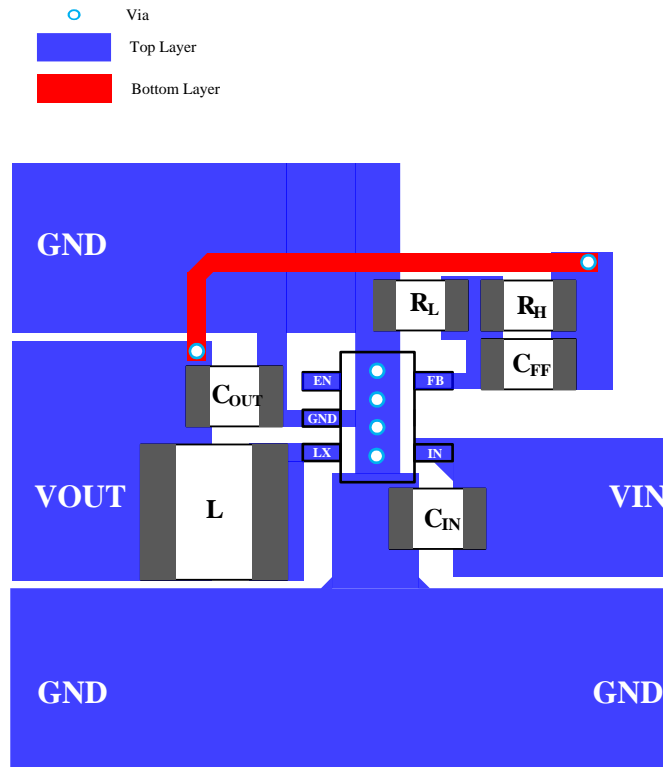 Via
Top Layer
Bottom Layer
GND
RL
RH
CFF
COUT
EN
FB
GND
LX
IN
VOUT
L
CIN
VIN
GND
GND